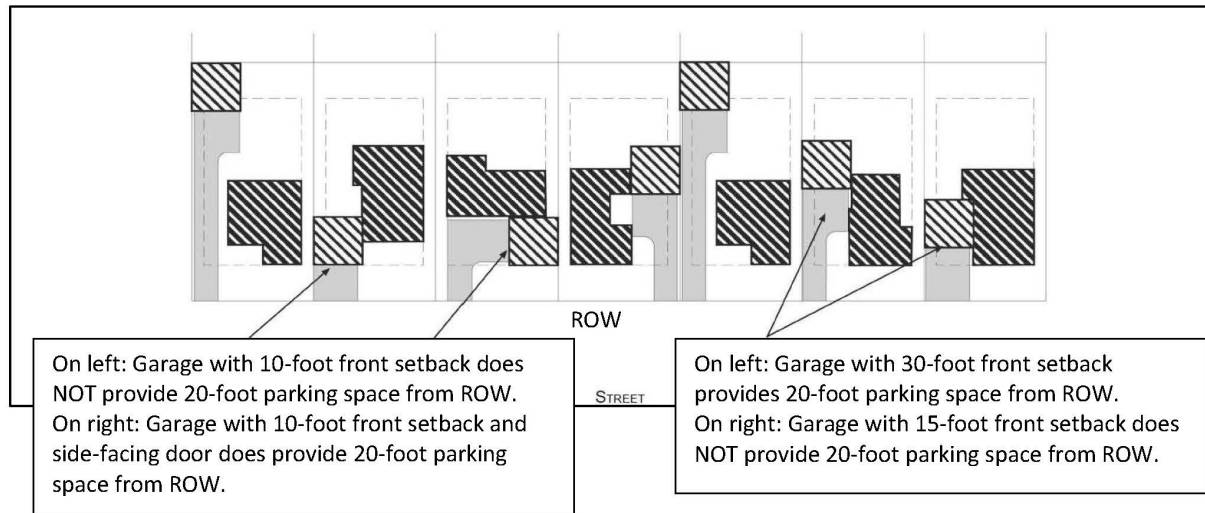 ROW
On left: Garage with 10-foot front setback does
NOT provide 20-foot parking space from ROW.
On right: Garage with 10-foot front setback and
side-facing door does provide 20-foot parking
space from ROW.
STREET
On left: Garage with 30-foot front setback
provides 20-foot parking space from ROW.
On right: Garage with 15-foot front setback does
NOT provide 20-foot parking space from ROW.